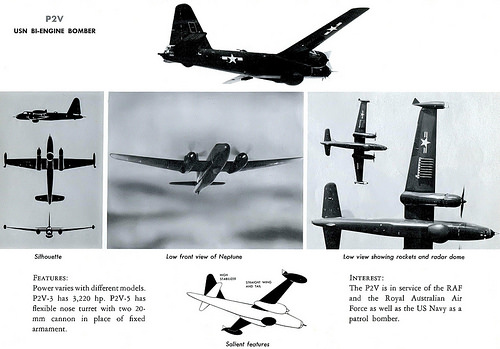 P2V
USN BI-ENGINE BOMBER
Silhouette
Low front view of Neptune
Low view showing rockets and radar dome
FEATURES:
Power varies with different models.
P2V-3 has 3,220 hp. P2V-5 has
flexible nose turret with two 20-
mm cannon in place of fixed
armament.
HIGH
STABILIZER
STRAIGHT WING
AND TAIL
Salient features
INTEREST:
The P2V is in service of the RAF
and the Royal Australian Air
Force as well as the US Navy as a
patrol bomber.